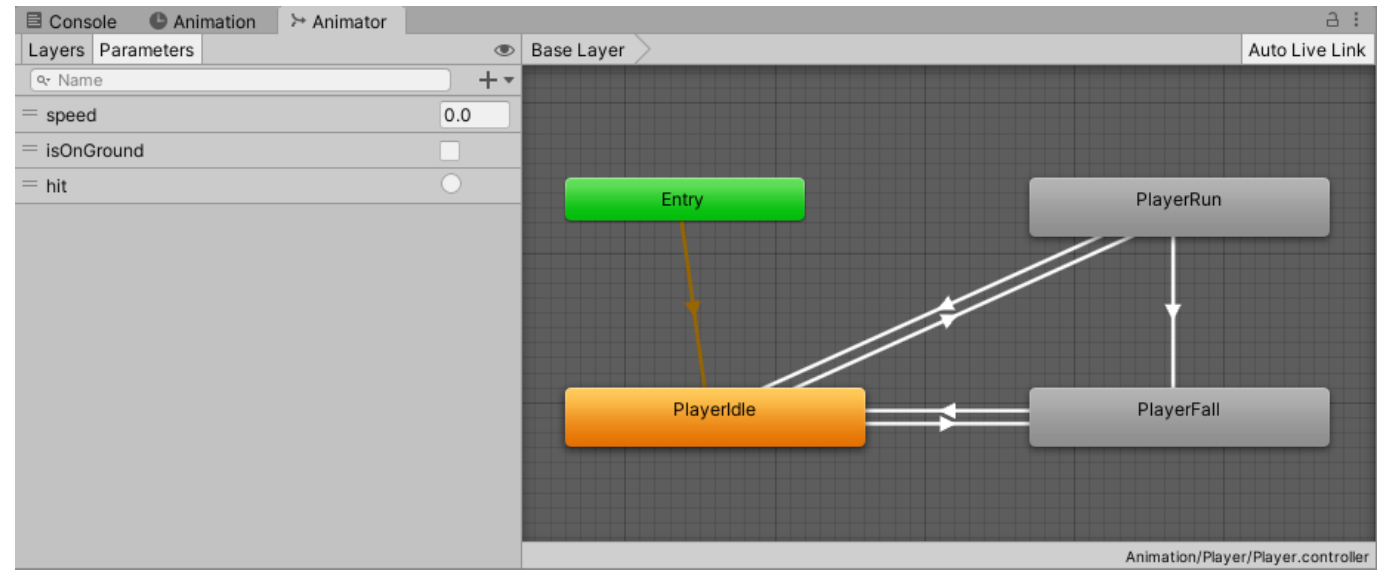 Console Animation Animator
Layers Parameters
Base Layer
Auto Live Link
Name
speed 0.0
isOnGround
hit
Entry
PlayerRun
PlayerIdle
PlayerFall
Animation/Player/Player.controller